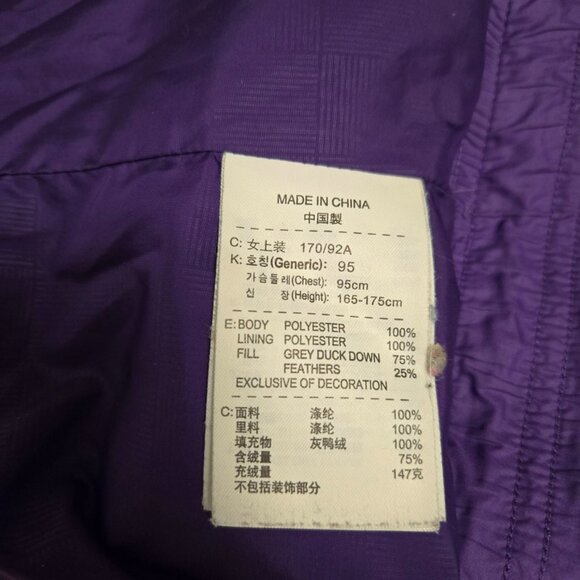 MADE IN CHINA
中国製
C: 女上装 170/92A
K: 호칭(Generic): 95
가슴둘레(Chest): 95cm
신 장(Height): 165-175cm
E: BODY POLYESTER 100%
LINING POLYESTER 100%
FILL GREY DUCK DOWN 75%
FEATHERS 25%
EXCLUSIVE OF DECORATION
C: 面料 涤纶 100%
里料 涤纶 100%
填充物 灰鸭绒 100%
含绒量 75%
充绒量 147克
不包括装饰部分